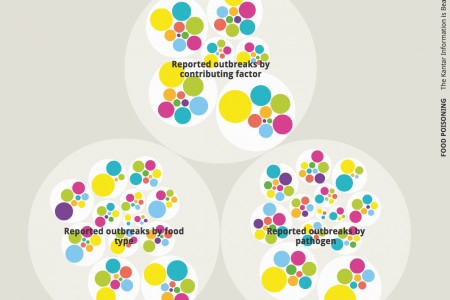 Reported outbreaks by
contributing factor
Reported outbreaks by food
type
Reported outbreaks by
pathogen
FOOD POISONING The Kantar Information is Bea